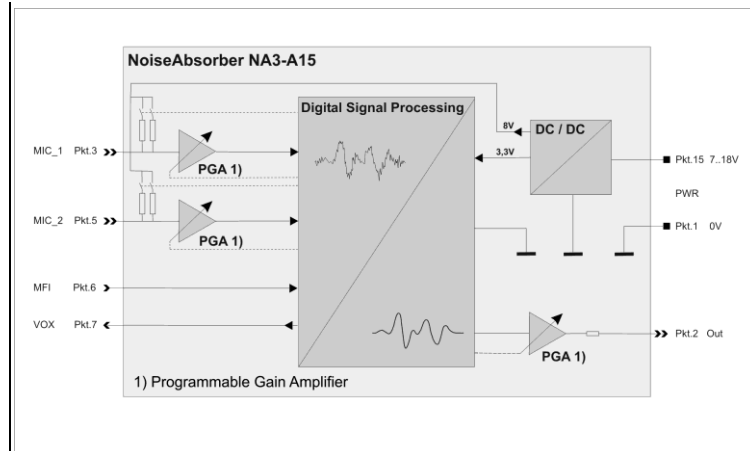 NoiseAbsorber NA3-A15
Digital Signal Processing
8V
DC / DC
3,3V
MIC_1 Pkt.3
PGA 1)
Pkt.15 7..18V
PWR
MIC_2 Pkt.5
PGA 1)
Pkt.1 0V
MFI Pkt.6
VOX Pkt.7
Pkt.2 Out
PGA 1)
1) Programmable Gain Amplifier